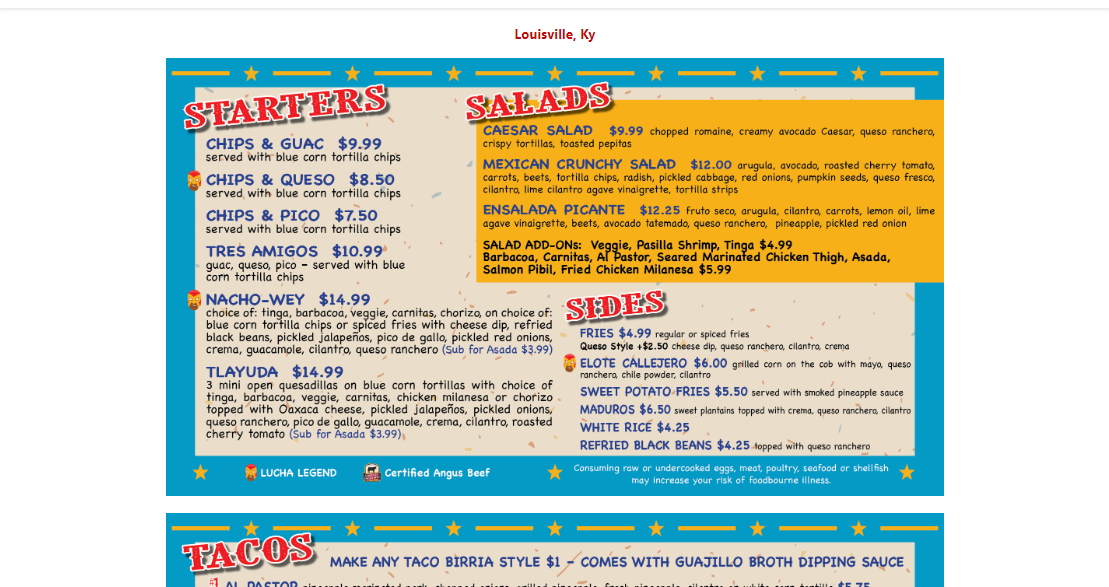 Louisville, Ky
STARTERS
CHIPS & GUAC $9.99
served with blue corn tortilla chips
CHIPS & QUESO $8.50
served with blue corn tortilla chips
CHIPS & PICO $7.50
served with blue corn tortilla chips
TRES AMIGOS $10.99
guac, queso, pico – served with blue
corn tortilla chips
NACHO-WEY $14.99
choice of: tinga, barbacoa, veggie, carnitas, chorizo, on choice of:
blue corn tortilla chips or spiced fries with cheese dip, refried
black beans, pickled jalapeños, pico de gallo, pickled red onions,
crema, guacamole, cilantro, queso ranchero (Sub for Asada $3.99)
TLAYUDA $14.99
3 mini open quesadillas on blue corn tortillas with choice of
tinga, barbacoa, veggie, carnitas, chicken milanesa or chorizo
topped with Oaxaca cheese, pickled jalapeños, pickled onions,
queso ranchero, pico de gallo, guacamole, crema, cilantro, roasted
cherry tomato (Sub for Asada $3.99)
SALADS
CAESAR SALAD $9.99 chopped romaine, creamy avocado Caesar, queso ranchero,
crispy tortillas, toasted pepitas
MEXICAN CRUNCHY SALAD $12.00 arugula, avocado, roasted cherry tomato,
carrots, beets, tortilla chips, radish, pickled cabbage, red onions, pumpkin seeds, queso fresco,
cilantro, lime cilantro agave vinaigrette, tortilla strips
ENSALADA PICANTE $12.25 fruto seco, arugula, cilantro, carrots, lemon oil, lime
agave vinaigrette, beets, avocado tatemado, queso ranchero, pineapple, pickled red onion
SALAD ADD-ONs: Veggie, Pasilla Shrimp, Tinga $4.99
Barbacoa, Carnitas, Al Pastor, Seared Marinated Chicken Thigh, Asada,
Salmon Pibil, Fried Chicken Milanesa $5.99
SIDES
FRIES $4.99 regular or spiced fries
Queso Style +$2.50 cheese dip, queso ranchero, cilantro, crema
ELOTE CALLEJERO $6.00 grilled corn on the cob with mayo, queso
ranchero, chile powder, cilantro
SWEET POTATO FRIES $5.50 served with smoked pineapple sauce
MADUROS $6.50 sweet plantains topped with crema, queso ranchero, cilantro
WHITE RICE $4.25
REFRIED BLACK BEANS $4.25 topped with queso ranchero
LUCHA LEGEND
Certified Angus Beef
Consuming raw or undercooked eggs, meat, poultry, seafood or shellfish
may increase your risk of foodbourne illness.
TACOS
MAKE ANY TACO BIRRIA STYLE $1 – COMES WITH GUAJILLO BROTH DIPPING SAUCE
#1 AL PASTOR